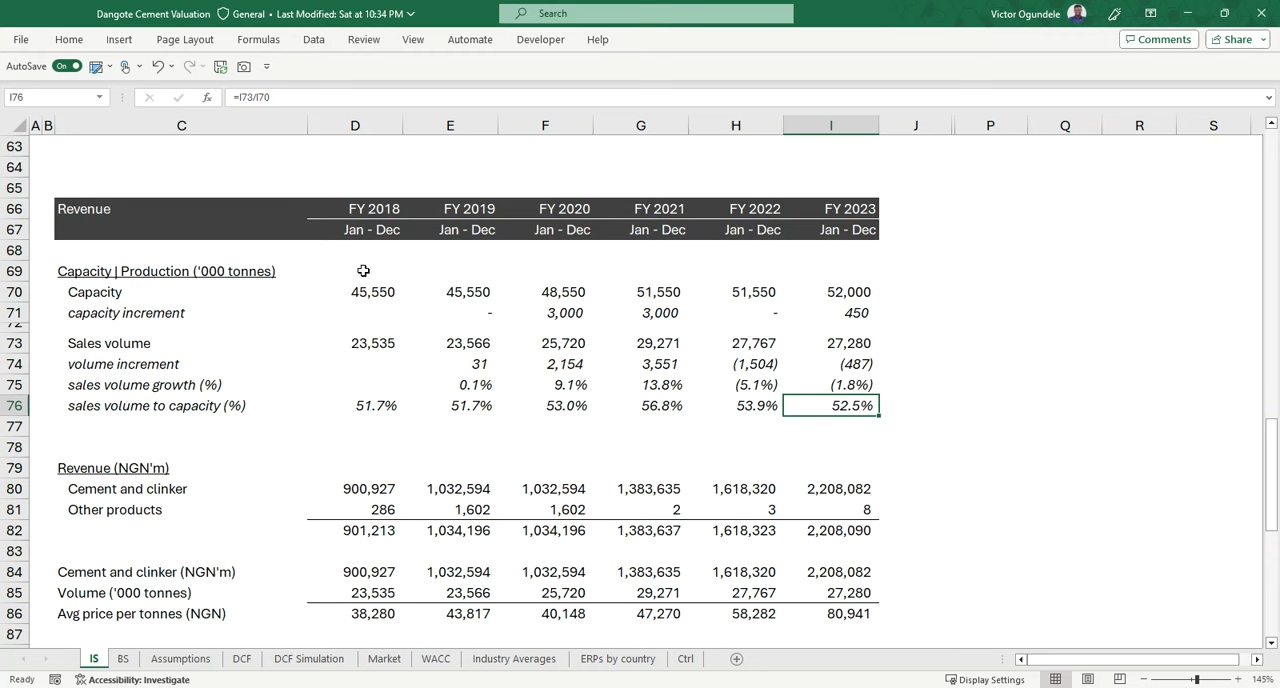 Dangote Cement Valuation General • Last Modified: Sat at 10:34 PM Search Victor Ogundele
File Home Insert Page Layout Formulas Data Review View Automate Developer Help Comments Share
AutoSave On
I76 fx =I73/I70
A B C D E F G H I J P Q R S
63
64
65
66 Revenue FY 2018 FY 2019 FY 2020 FY 2021 FY 2022 FY 2023
67 Jan - Dec Jan - Dec Jan - Dec Jan - Dec Jan - Dec Jan - Dec
68
69 Capacity | Production ('000 tonnes)
70 Capacity 45,550 45,550 48,550 51,550 51,550 52,000
71 capacity increment - 3,000 3,000 - 450
72
73 Sales volume 23,535 23,566 25,720 29,271 27,767 27,280
74 volume increment 31 2,154 3,551 (1,504) (487)
75 sales volume growth (%) 0.1% 9.1% 13.8% (5.1%) (1.8%)
76 sales volume to capacity (%) 51.7% 51.7% 53.0% 56.8% 53.9% 52.5%
77
78
79 Revenue (NGN'm)
80 Cement and clinker 900,927 1,032,594 1,032,594 1,383,635 1,618,320 2,208,082
81 Other products 286 1,602 1,602 2 3 8
82 901,213 1,034,196 1,034,196 1,383,637 1,618,323 2,208,090
83
84 Cement and clinker (NGN'm) 900,927 1,032,594 1,032,594 1,383,635 1,618,320 2,208,082
85 Volume ('000 tonnes) 23,535 23,566 25,720 29,271 27,767 27,280
86 Avg price per tonnes (NGN) 38,280 43,817 40,148 47,270 58,282 80,941
87
IS BS Assumptions DCF DCF Simulation Market WACC Industry Averages ERPs by country Ctrl
Ready Accessibility: Investigate Display Settings 145%